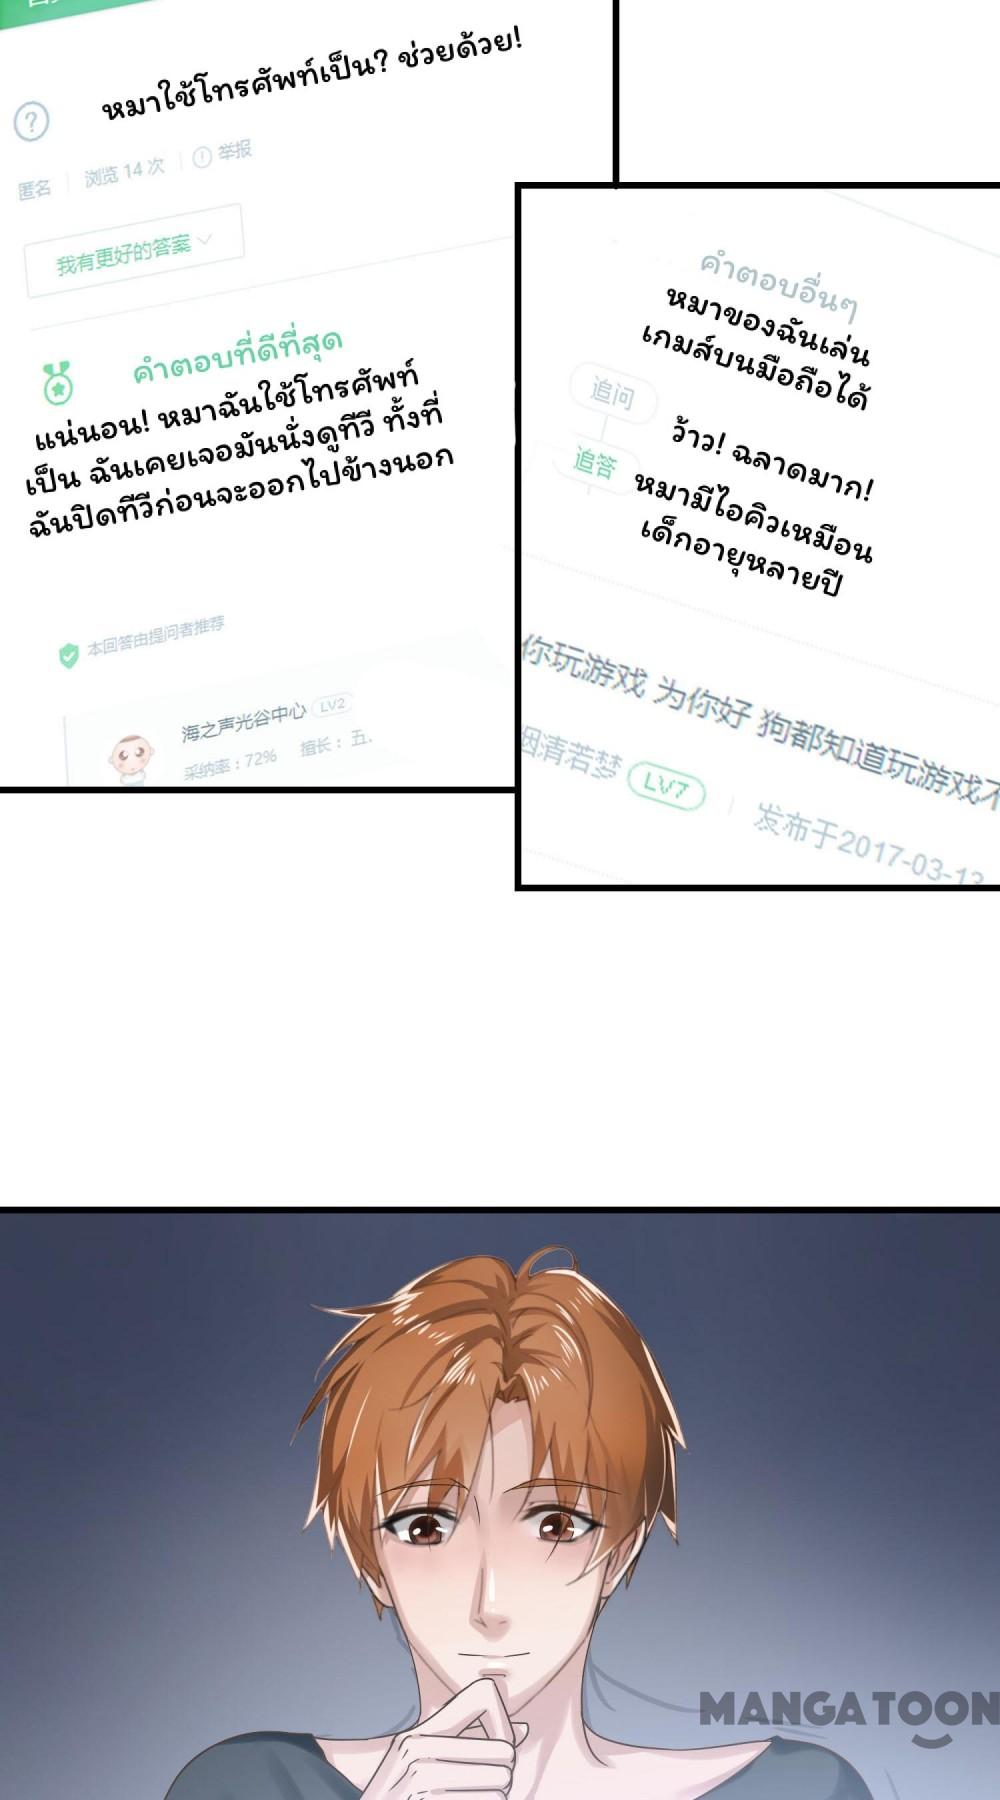 หมาใช้โทรศัพท์เป็น? ช่วยด้วย!
?
匿名 浏览 14 次 ! 举报
我有更好的答案
คำตอบที่ดีที่สุด
แน่นอน! หมาฉันใช้โทรศัพท์
เป็น ฉันเคยเจอมันนั่งดูทีวี ทั้งที่
ฉันปิดทีวีก่อนจะออกไปข้างนอก
本回答由提问者推荐
海之声光谷中心 LV2
采纳率：72% 擅长： 五.
คำตอบอื่นๆ
หมาของฉันเล่น
เกมส์บนมือถือได้
追问
ว้าว! ฉลาดมาก!
追答
หมามีไอคิวเหมือน
เด็กอายุหลายปี
你玩游戏 为你好 狗都知道玩游戏不
烟清若梦 LV7 发布于2017-03-13
MANGATOON